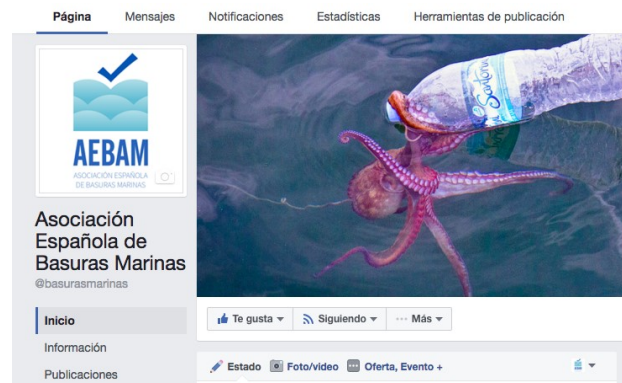 Página Mensajes Notificaciones Estadísticas Herramientas de publicación
AEBAM
ASOCIACIÓN ESPAÑOLA
DE BASURAS MARINAS
Santorini
Asociación
Española de
Basuras Marinas
@basurasmarinas
Te gusta Siguiendo Más
Inicio
Información
Estado Foto/video Oferta, Evento +
Publicaciones